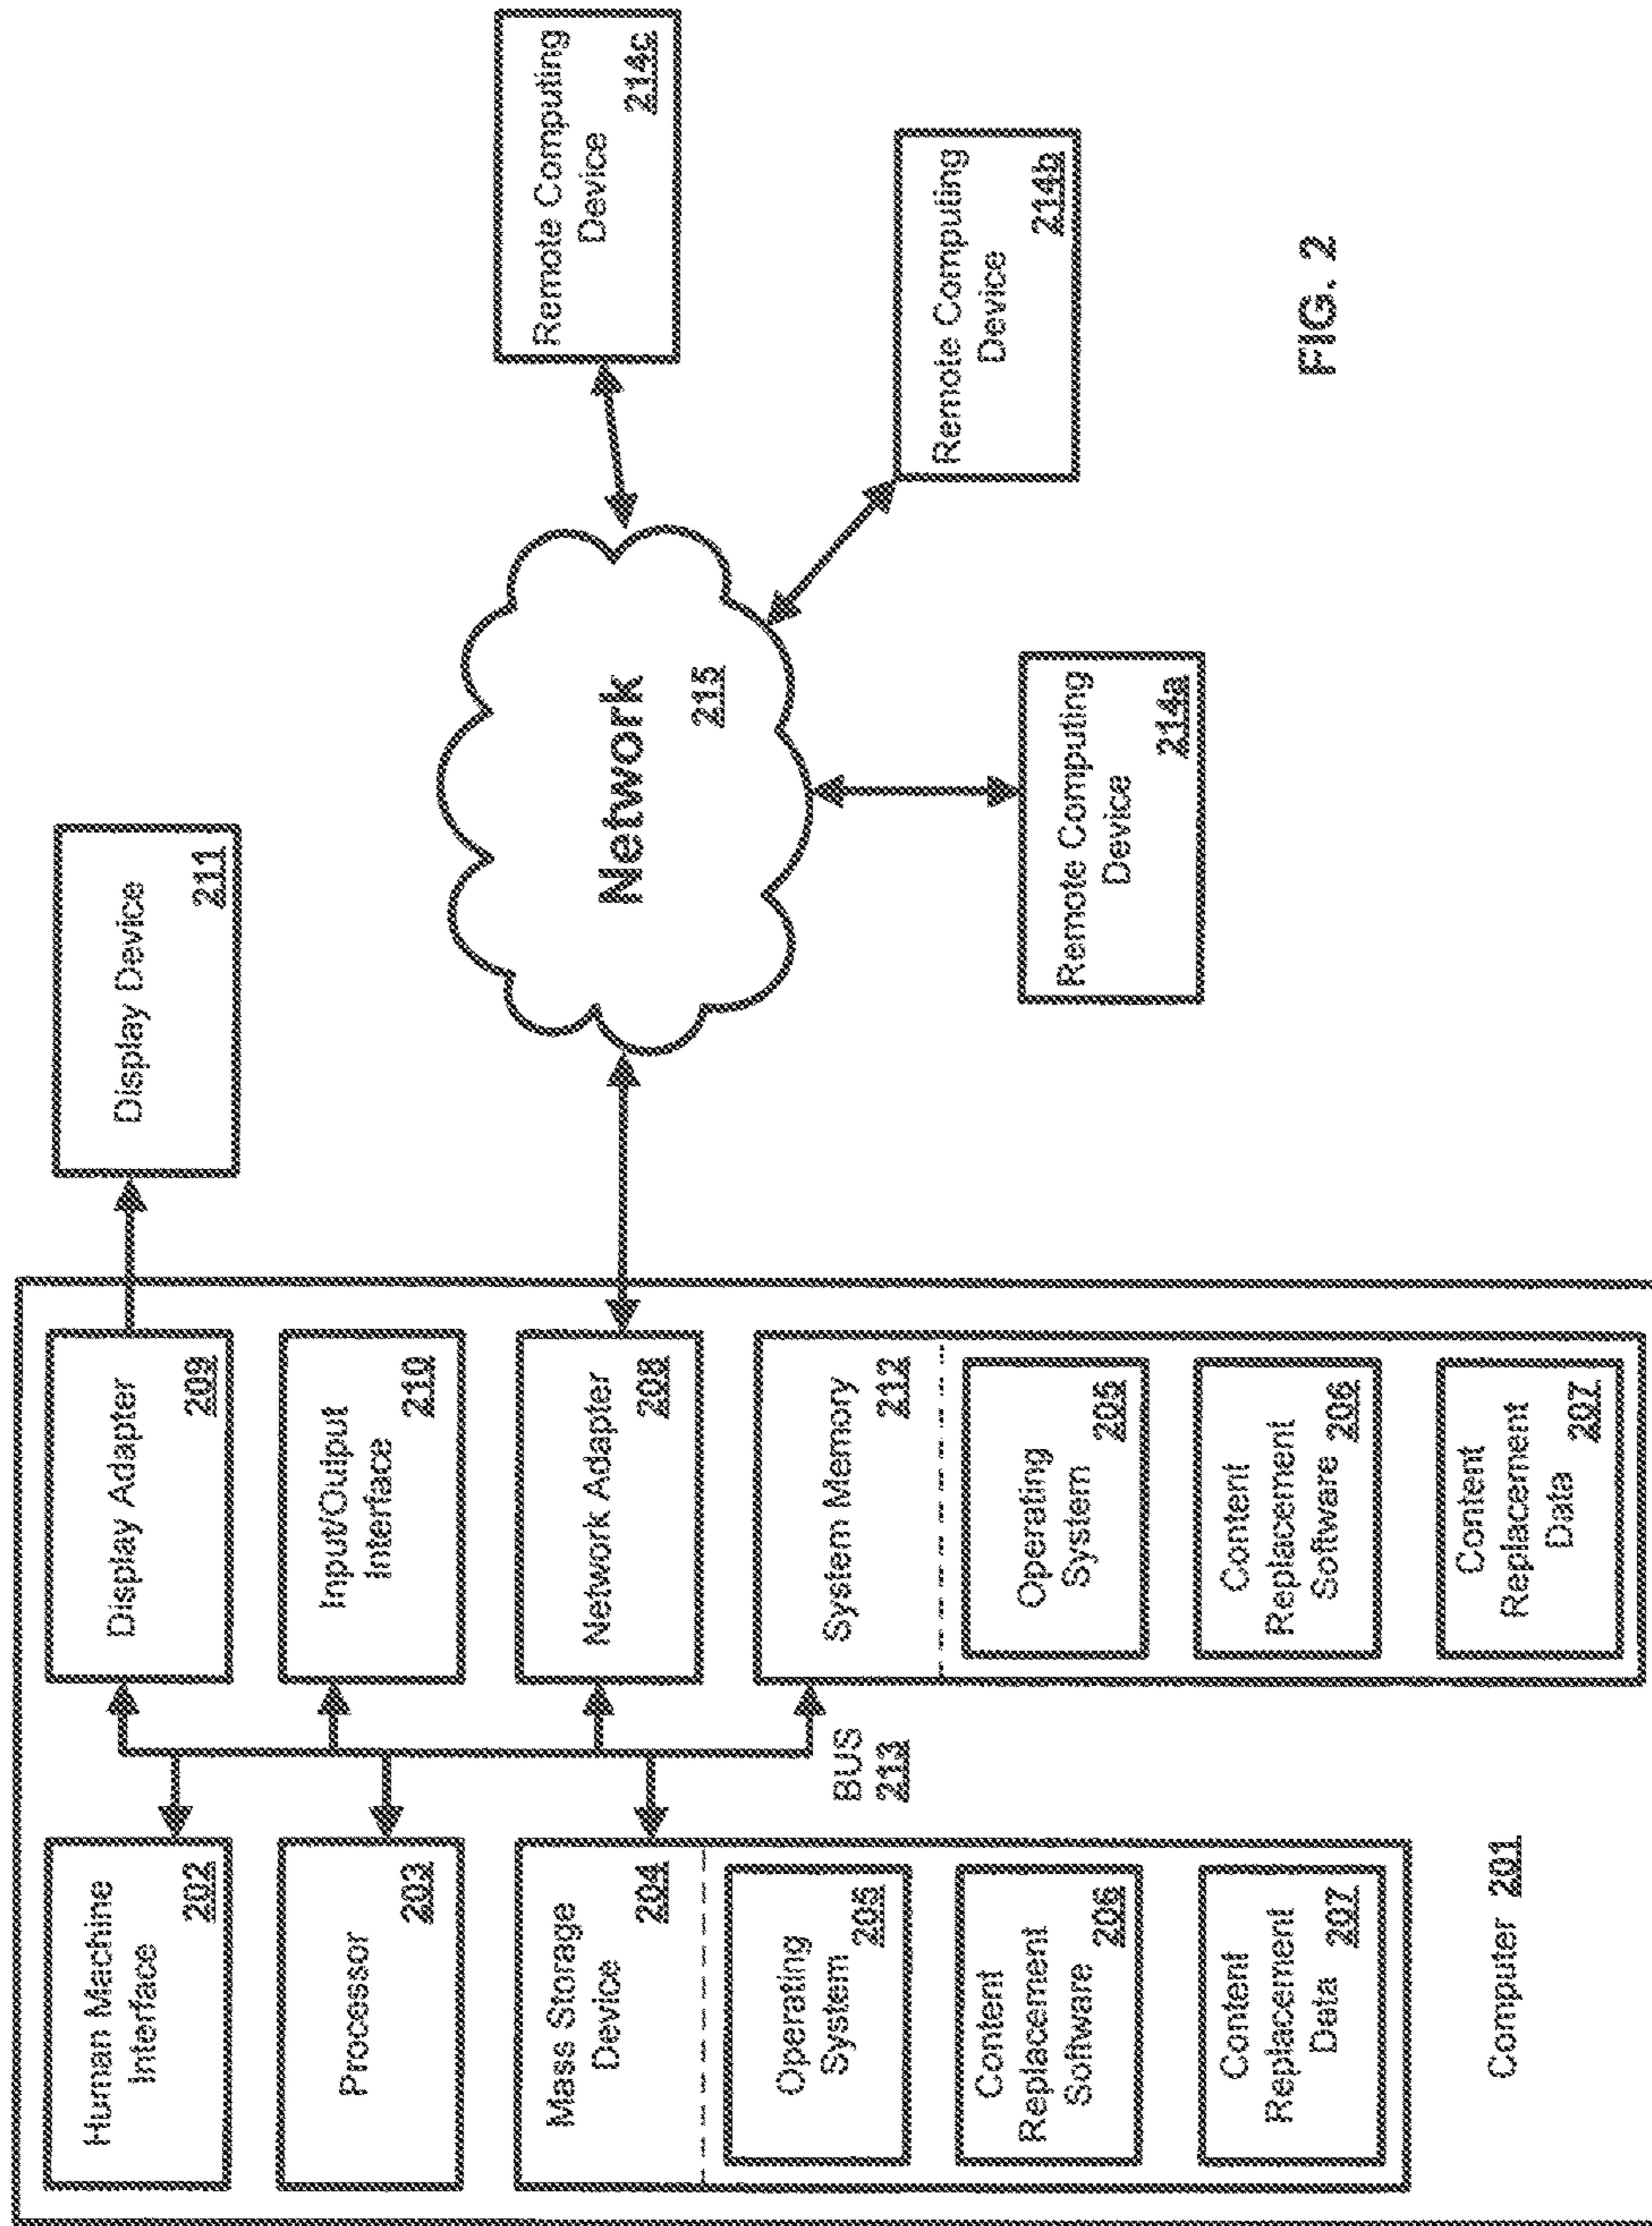 Human Machine
Interface
202
Processor
203
Mass Storage
Device
204
Operating
System
205
Content
Replacement
Software
206
Content
Replacement
Data
207
Computer 201
BUS
213
Display Adapter
209
Input/Output
Interface
210
Network Adapter
208
System Memory
212
Operating
System
205
Content
Replacement
Software
206
Content
Replacement
Data
207
Display Device
211
Network
215
Remote Computing
Device
214a
Remote Computing
Device
214b
Remote Computing
Device
214c
FIG. 2